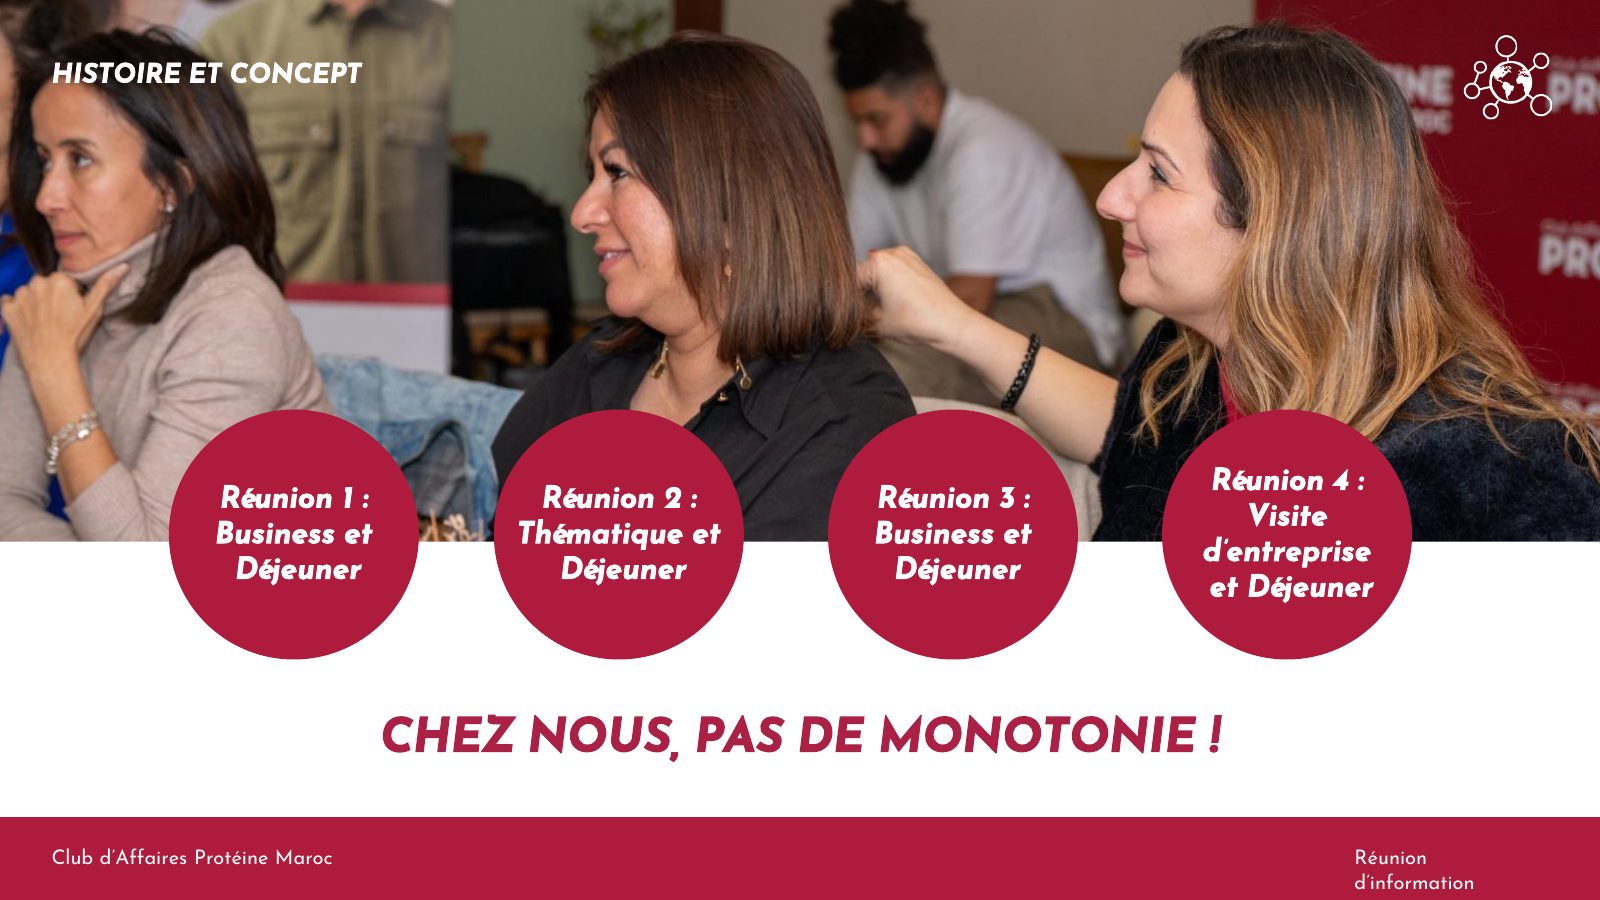 HISTOIRE ET CONCEPT
Réunion 1 :
Business et
Déjeuner
Réunion 2 :
Thématique et
Déjeuner
Réunion 3 :
Business et
Déjeuner
Réunion 4 :
Visite
d'entreprise
et Déjeuner
CHEZ NOUS, PAS DE MONOTONIE !
Club d'Affaires Protéine Maroc
Réunion
d'information